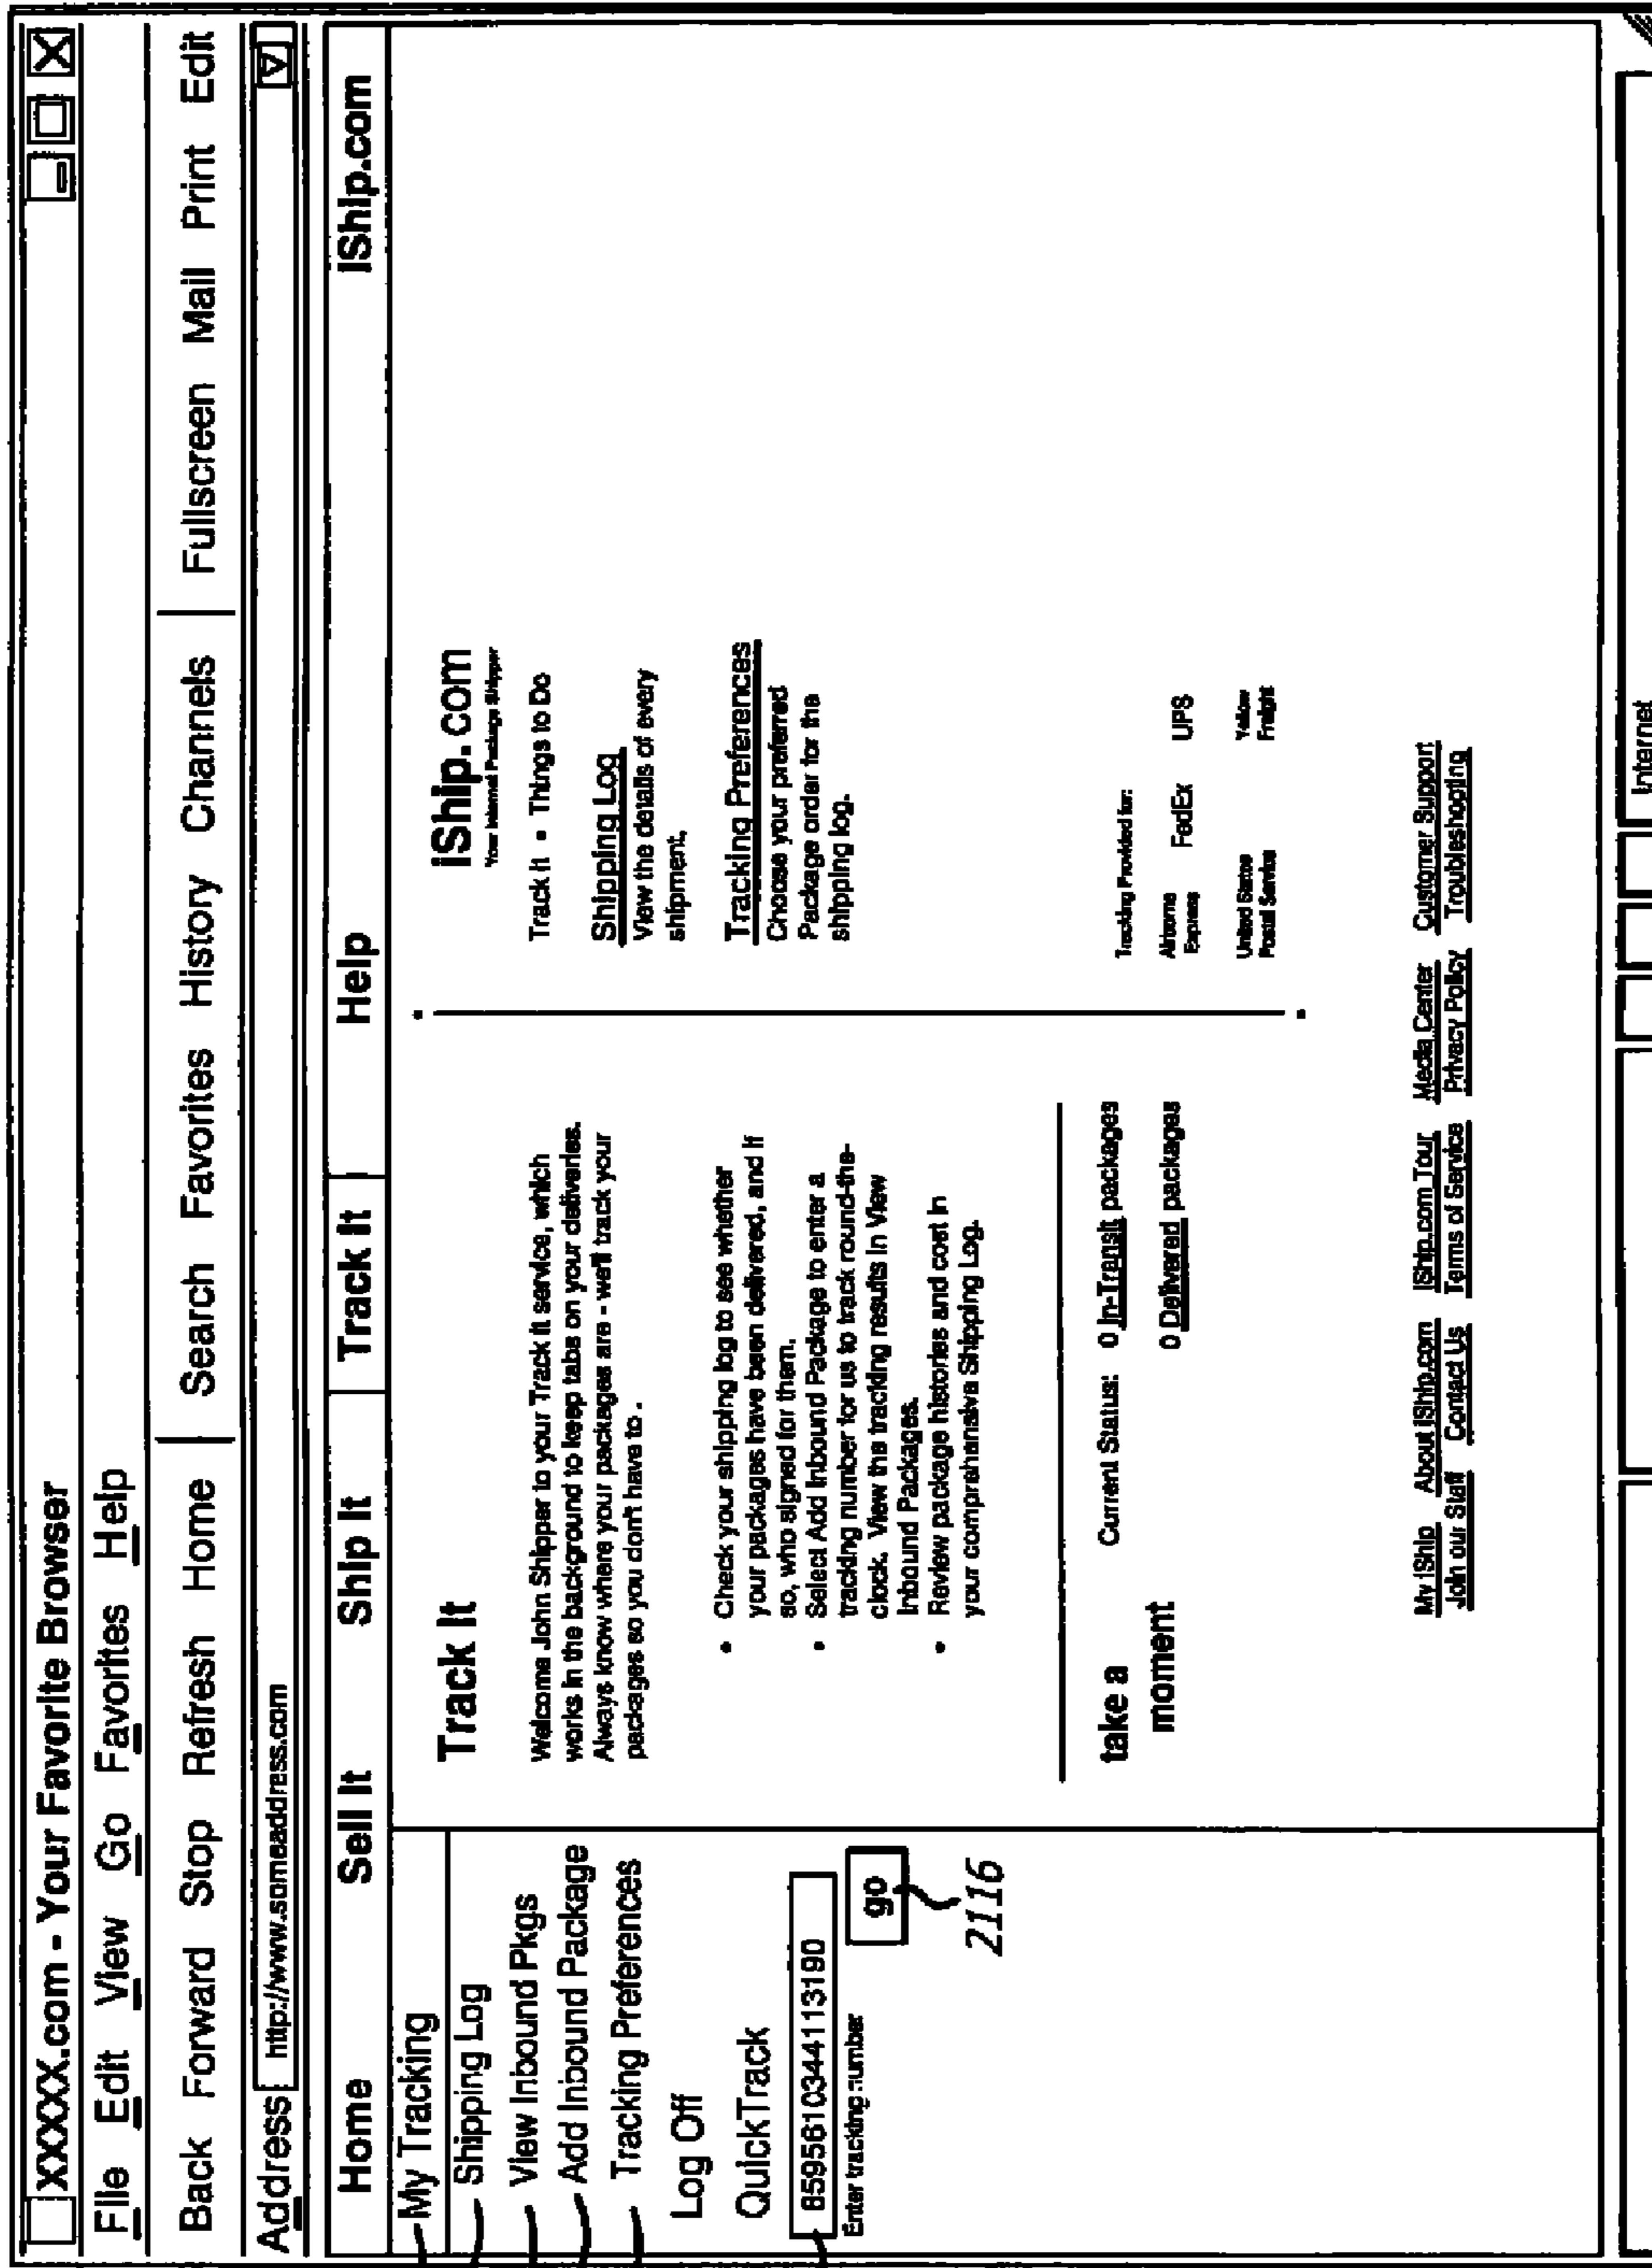 XXXXX.com - Your Favorite Browser
File Edit View Go Favorites Help
Back Forward Stop Refresh Home Search Favorites History Channels Fullscreen Mail Print Edit
Address http://www.someaddress.com
Home Sell It Ship It Track It Help iShip.com
My Tracking
Shipping Log
View Inbound Pkgs
Add Inbound Package
Tracking Preferences
Log Off
QuickTrack
8595610344113190
Enter tracking number
go
2116
Track It
Welcome John Shipper to your Track it service, which
works in the background to keep tabs on your deliveries.
Always know where your packages are - we'll track your
packages so you don't have to .
• Check your shipping log to see whether
your packages have been delivered, and if
so, who signed for them.
• Select Add Inbound Package to enter a
tracking number for us to track round-the-
clock. View the tracking results in View
Inbound Packages.
• Review package histories and cost in
your comprehensive Shipping Log.
take a
moment
Current Status: 0 In-Transit packages
0 Delivered packages
iShip.com
Your Internet Package Shipper
Track It • Things to Do
Shipping Log
View the details of every
shipment.
Tracking Preferences
Choose your preferred
Package order for the
shipping log.
Tracking Provided for:
Airborne
Express
FedEx
UPS
United States
Postal Service
Yellow
Freight
My iShip About iShip.com iShip.com Tour Media Center Customer Support
Join our Staff Contact Us Terms of Service Privacy Policy Troubleshooting
Internet